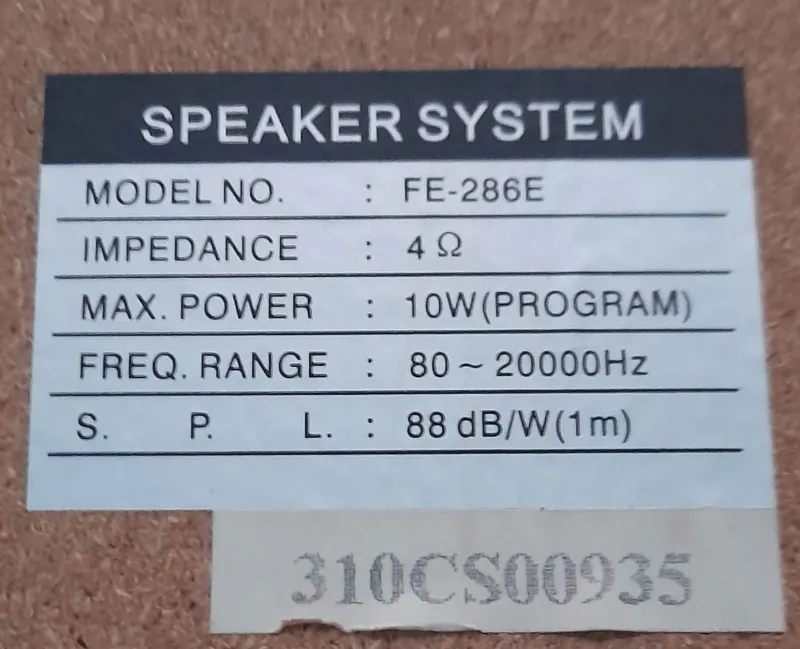 SPEAKER SYSTEM
MODEL NO. : FE-286E
IMPEDANCE : 4 Ω
MAX. POWER : 10W(PROGRAM)
FREQ. RANGE : 80 ~ 20000Hz
S. P. L. : 88 dB/W(1m)
310CS00935